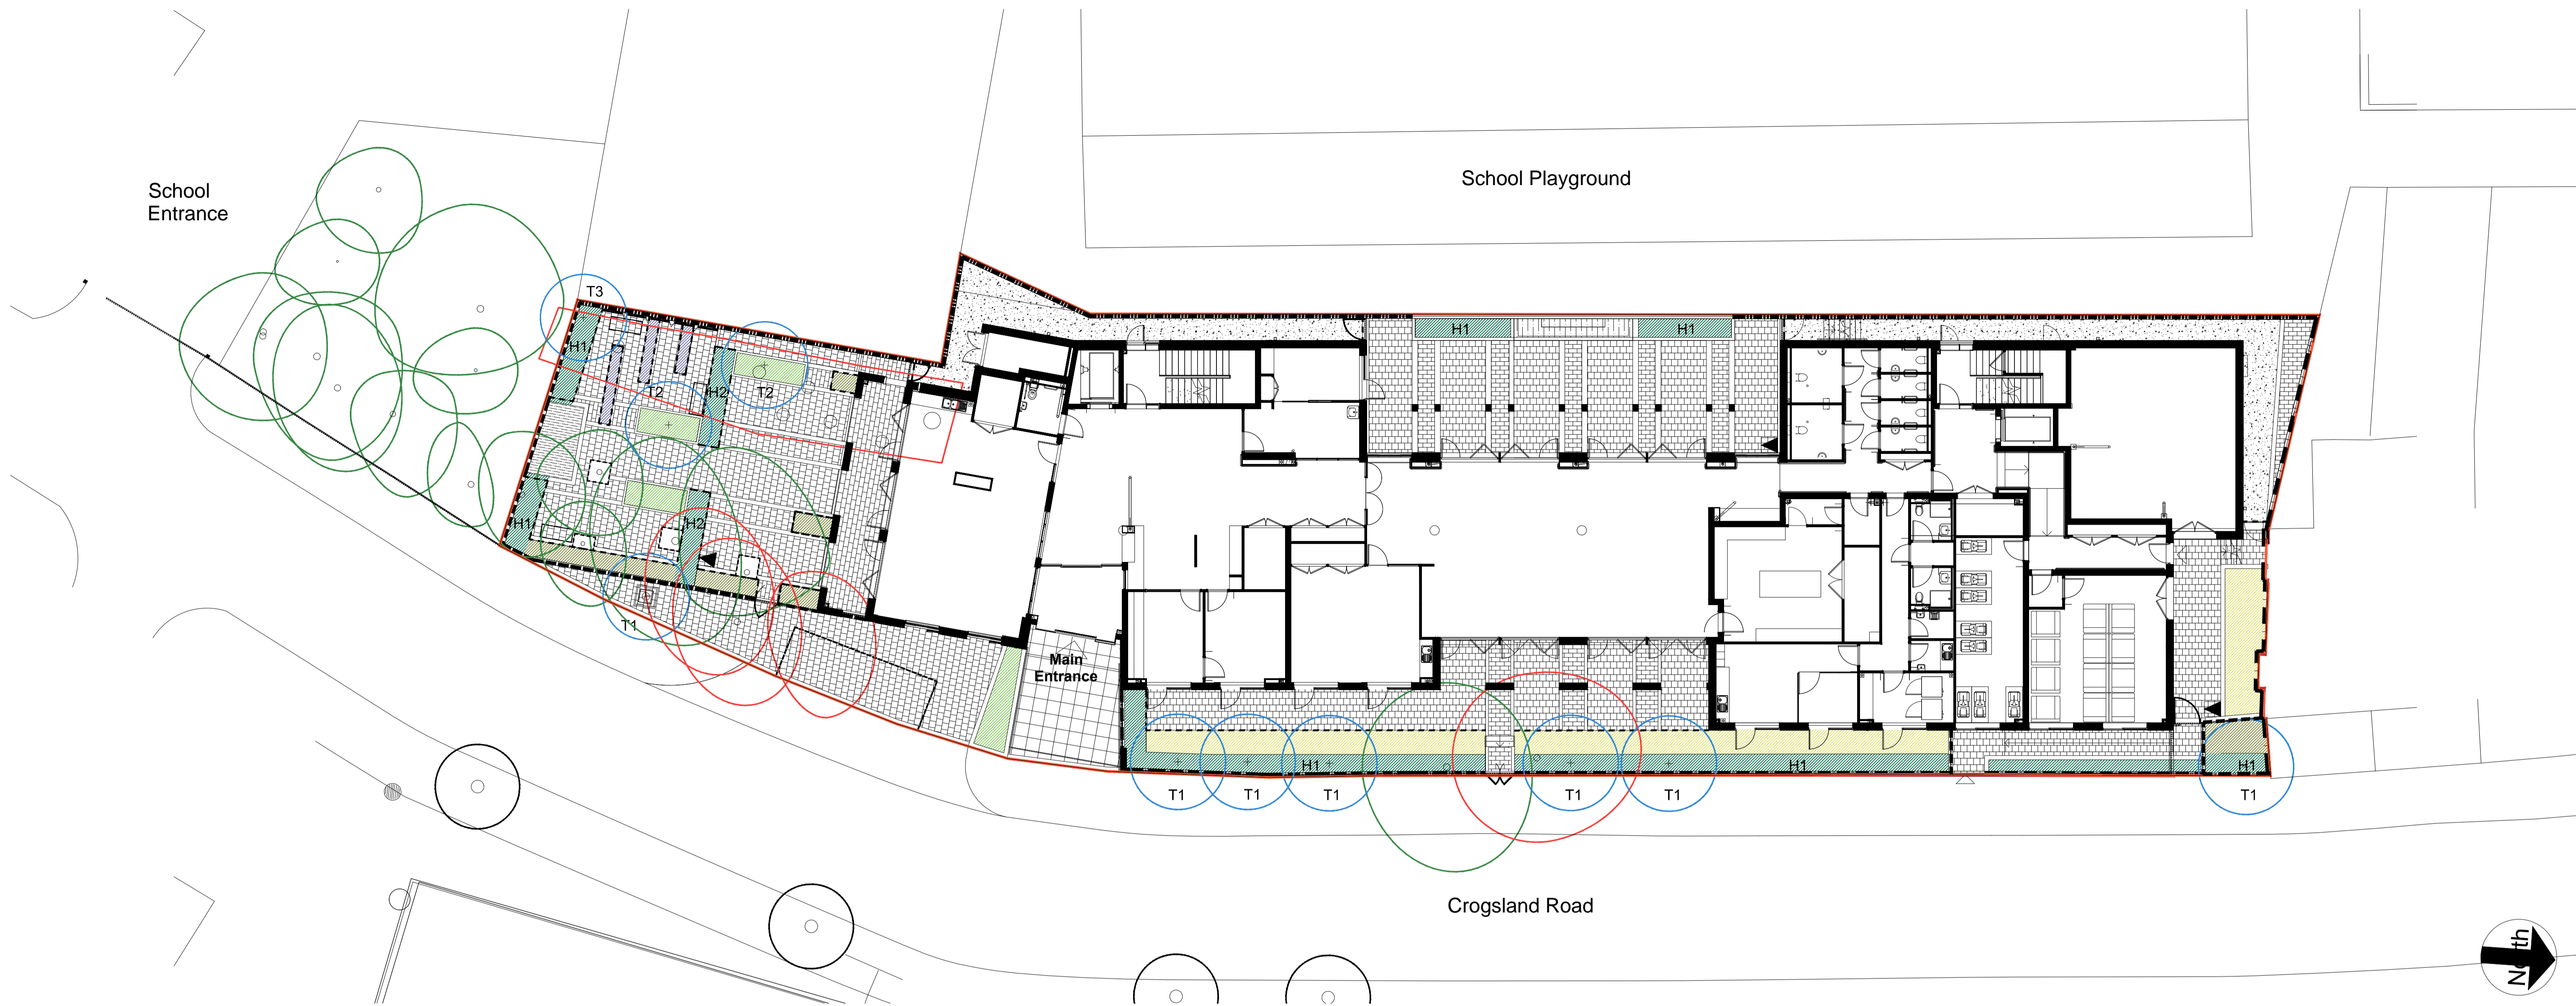 School Playground
School
Entrance
T3
H1
H1
H1
T2
H2
T2
H2
H1
T1
Main
Entrance
H1
H1
H1
T1
T1
T1
T1
T1
T1
Crogsland Road
North